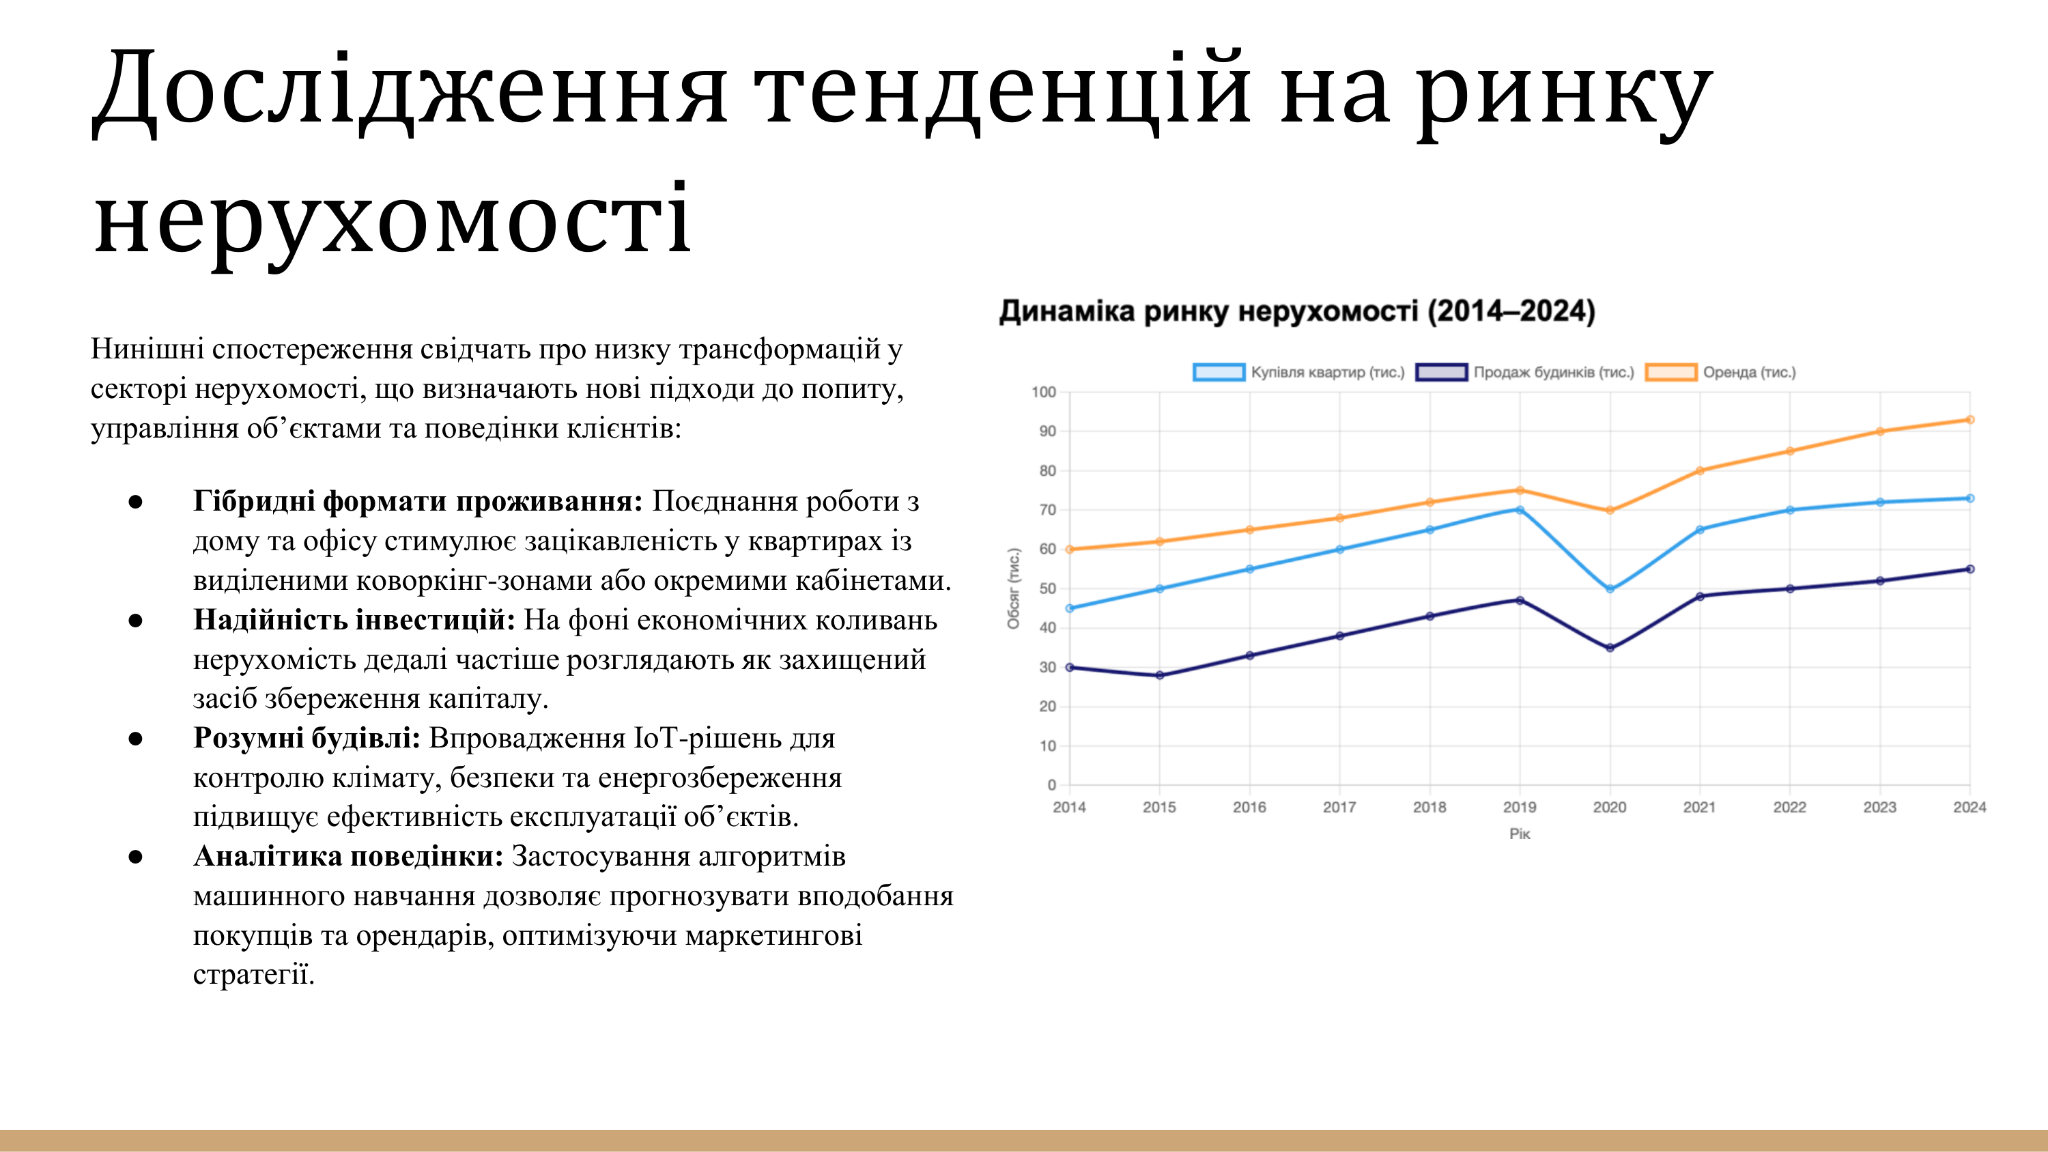 Дослідження тенденцій на ринку
нерухомості
Нинішні спостереження свідчать про низку трансформацій у
секторі нерухомості, що визначають нові підходи до попиту,
управління об’єктами та поведінки клієнтів:
● Гібридні формати проживання: Поєднання роботи з
дому та офісу стимулює зацікавленість у квартирах із
виділеними коворкінг-зонами або окремими кабінетами.
● Надійність інвестицій: На фоні економічних коливань
нерухомість дедалі частіше розглядають як захищений
засіб збереження капіталу.
● Розумні будівлі: Впровадження IoT-рішень для
контролю клімату, безпеки та енергозбереження
підвищує ефективність експлуатації об’єктів.
● Аналітика поведінки: Застосування алгоритмів
машинного навчання дозволяє прогнозувати вподобання
покупців та орендарів, оптимізуючи маркетингові
стратегії.
Динаміка ринку нерухомості (2014–2024)
Купівля квартир (тис.) Продаж будинків (тис.) Оренда (тис.)
100
90
80
70
60
50
40
30
20
10
0
Обсяг (тис.)
2014 2015 2016 2017 2018 2019 2020 2021 2022 2023 2024
Рік